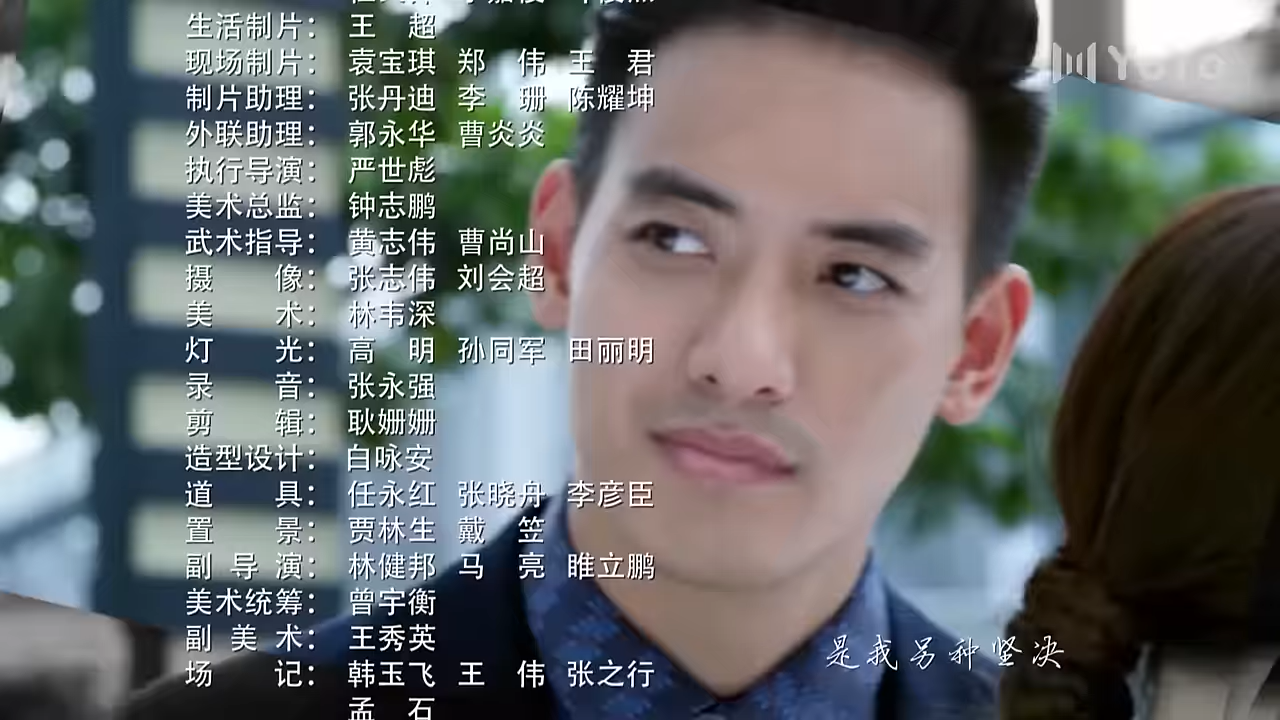 生活制片： 王 超
现场制片： 袁宝琪 郑 伟 王 君
制片助理： 张丹迪 李 珊 陈耀坤
外联助理： 郭永华 曹炎炎
执行导演： 严世彪
美术总监： 钟志鹏
武术指导： 黄志伟 曹尚山
摄 像： 张志伟 刘会超
美 术： 林韦深
灯 光： 高 明 孙同军 田丽明
录 音： 张永强
剪 辑： 耿姗姗
造型设计： 白咏安
道 具： 任永红 张晓舟 李彦臣
置 景： 贾林生 戴 笠
副 导 演： 林健邦 马 亮 睢立鹏
美术统筹： 曾宇衡
副 美 术： 王秀英
是我另种坚决
场 记： 韩玉飞 王 伟 张之行
孟 石